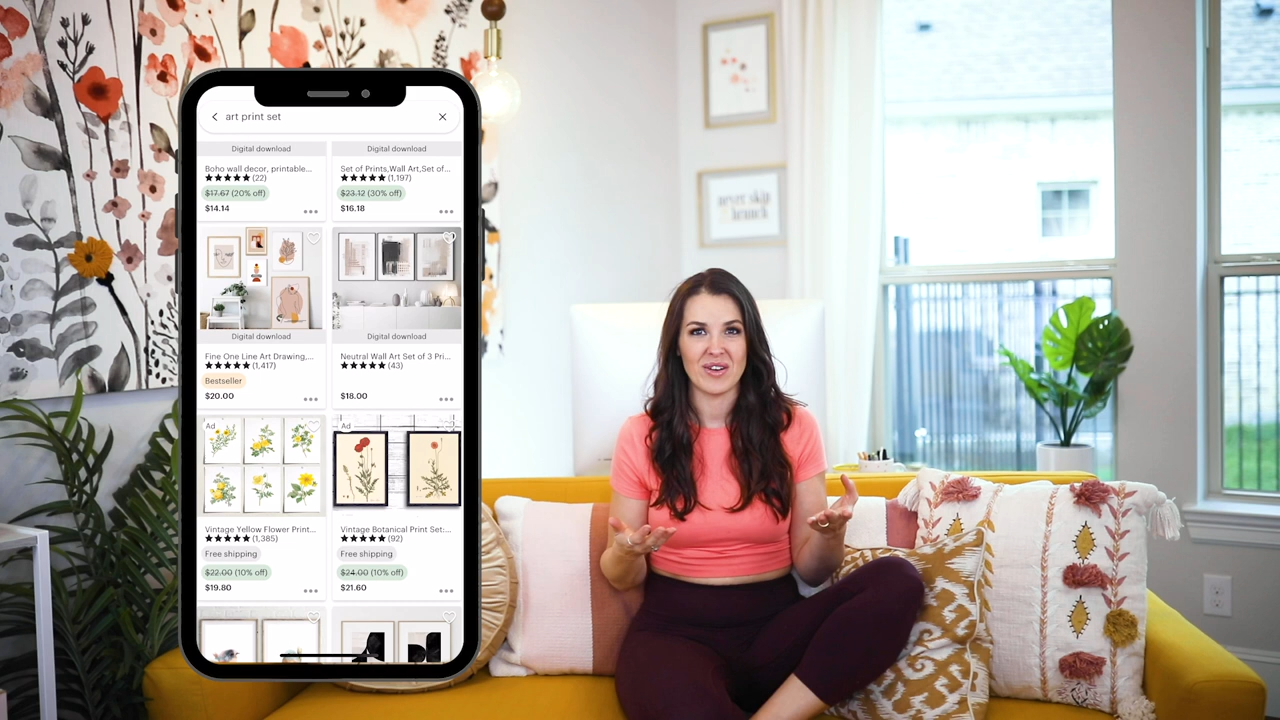 art print set
Digital download
Digital download
Boho wall decor, printable...
★★★★★ (22)
$17.67 (20% off)
$14.14
Set of Prints,Wall Art,Set of...
★★★★★ (1,197)
$23.12 (30% off)
$16.18
Digital download
Digital download
Fine One Line Art Drawing,...
★★★★★ (1,417)
Bestseller
$20.00
Neutral Wall Art Set of 3 Pri...
★★★★★ (43)
$18.00
Ad
Ad
Vintage Yellow Flower Print...
★★★★★ (1,385)
Free shipping
$22.00 (10% off)
$19.80
Vintage Botanical Print Set:...
★★★★★ (92)
Free shipping
$24.00 (10% off)
$21.60
never skip
brunch